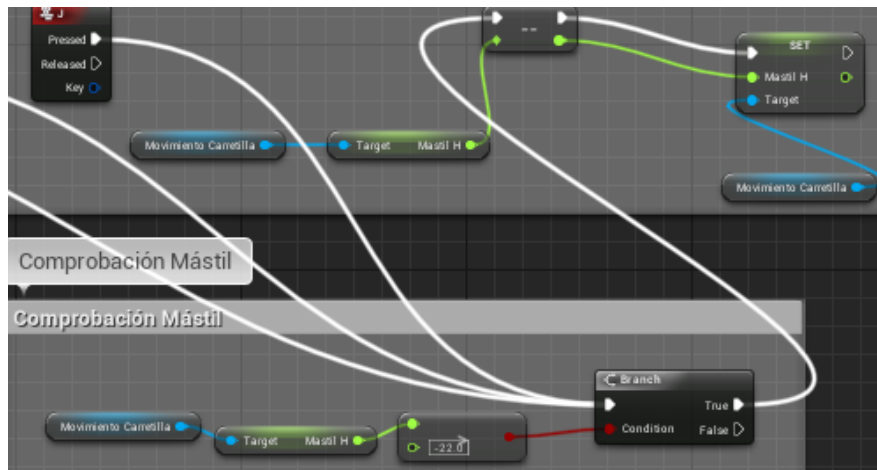 J
Pressed
Released
Key
--
SET
Mastil H
Target
Movimiento Carretilla
Target Mastil H
Movimiento Carretilla
Comprobación Mástil
Comprobación Mástil
Branch
True
Condition False
Movimiento Carretilla
Target Mastil H
>
-22.0